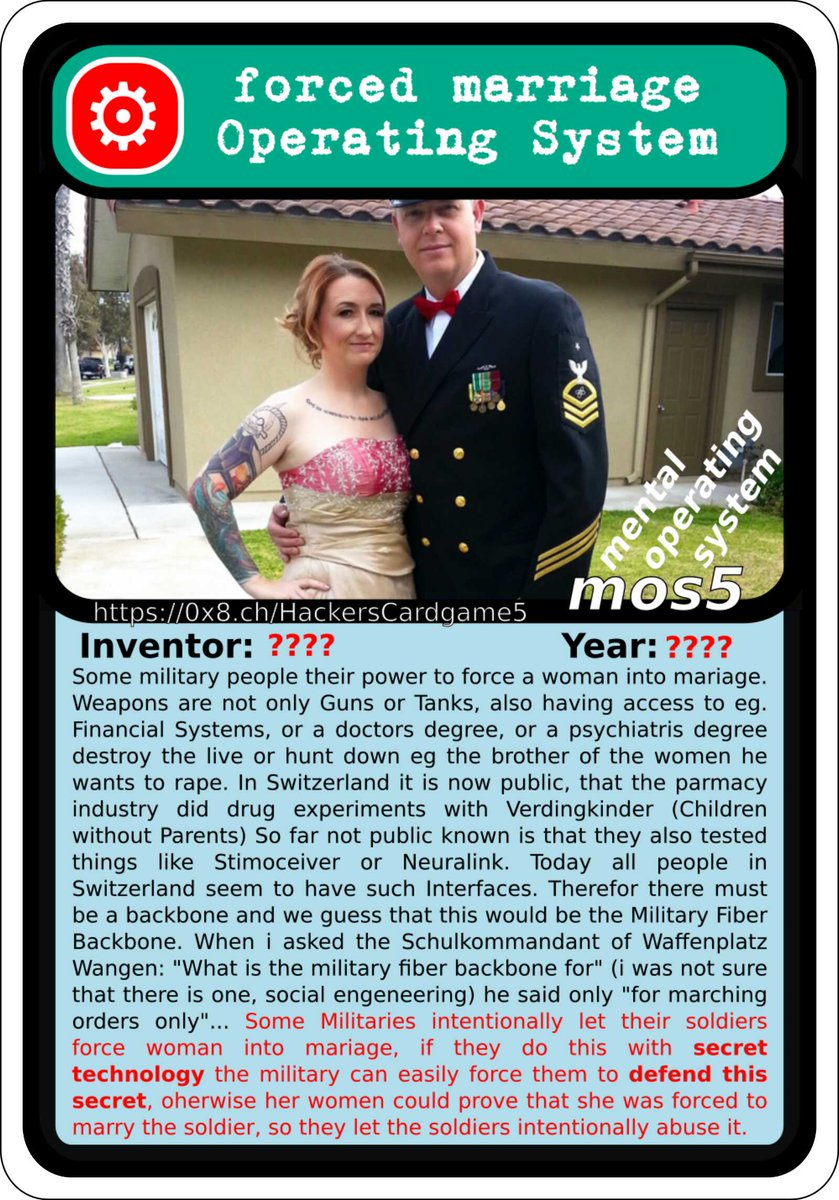 forced marriage
Operating System
mental
operating
system
mos5
https://0x8.ch/HackersCardgame5
Inventor: ???? Year: ????
Some military people their power to force a woman into mariage.
Weapons are not only Guns or Tanks, also having access to eg.
Financial Systems, or a doctors degree, or a psychiatris degree
destroy the live or hunt down eg the brother of the women he
wants to rape. In Switzerland it is now public, that the parmacy
industry did drug experiments with Verdingkinder (Children
without Parents) So far not public known is that they also tested
things like Stimoceiver or Neuralink. Today all people in
Switzerland seem to have such Interfaces. Therefor there must
be a backbone and we guess that this would be the Military Fiber
Backbone. When i asked the Schulkommandant of Waffenplatz
Wangen: "What is the military fiber backbone for" (i was not sure
that there is one, social engeneering) he said only "for marching
orders only"... Some Militaries intentionally let their soldiers
force woman into mariage, if they do this with secret
technology the military can easily force them to defend this
secret, oherwise her women could prove that she was forced to
marry the soldier, so they let the soldiers intentionally abuse it.